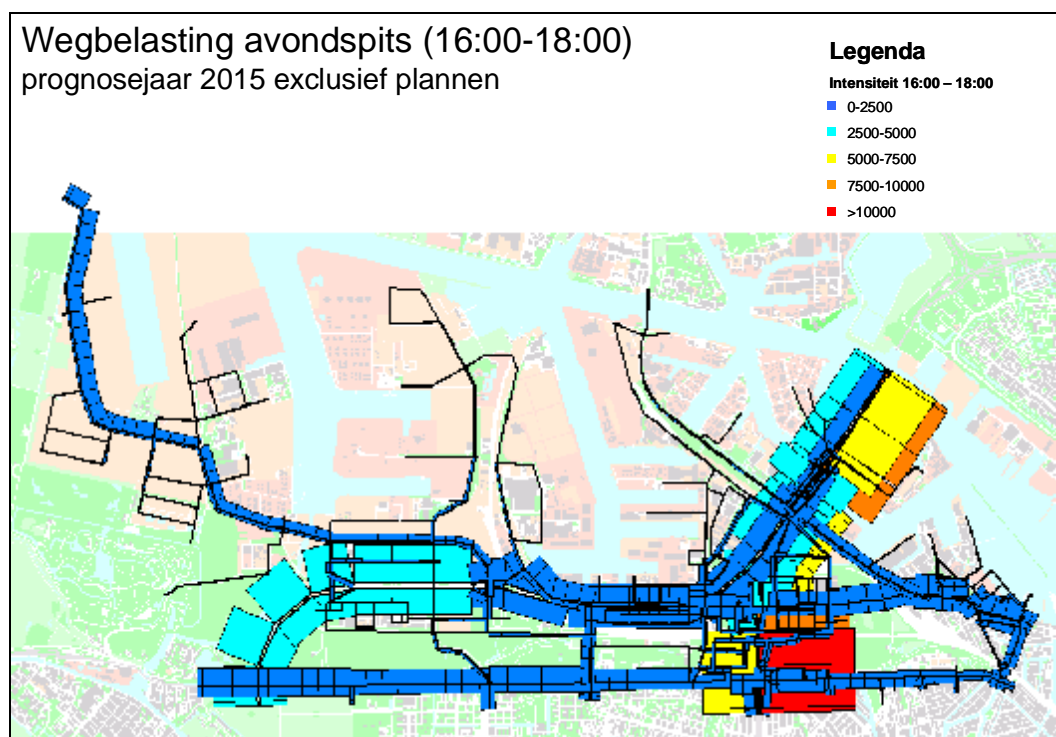 Wegbelasting avondspits (16:00-18:00)
prognosejaar 2015 exclusief plannen
Legenda
Intensiteit 16:00 – 18:00
0-2500
2500-5000
5000-7500
7500-10000
>10000